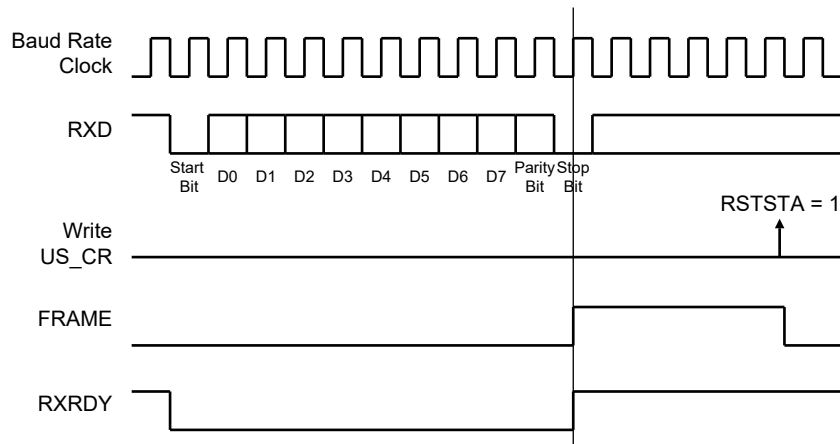 Baud Rate
Clock
RXD
Start
Bit
D0
D1
D2
D3
D4
D5
D6
D7
Parity
Bit
Stop
Bit
RSTSTA = 1
Write
US_CR
FRAME
RXRDY